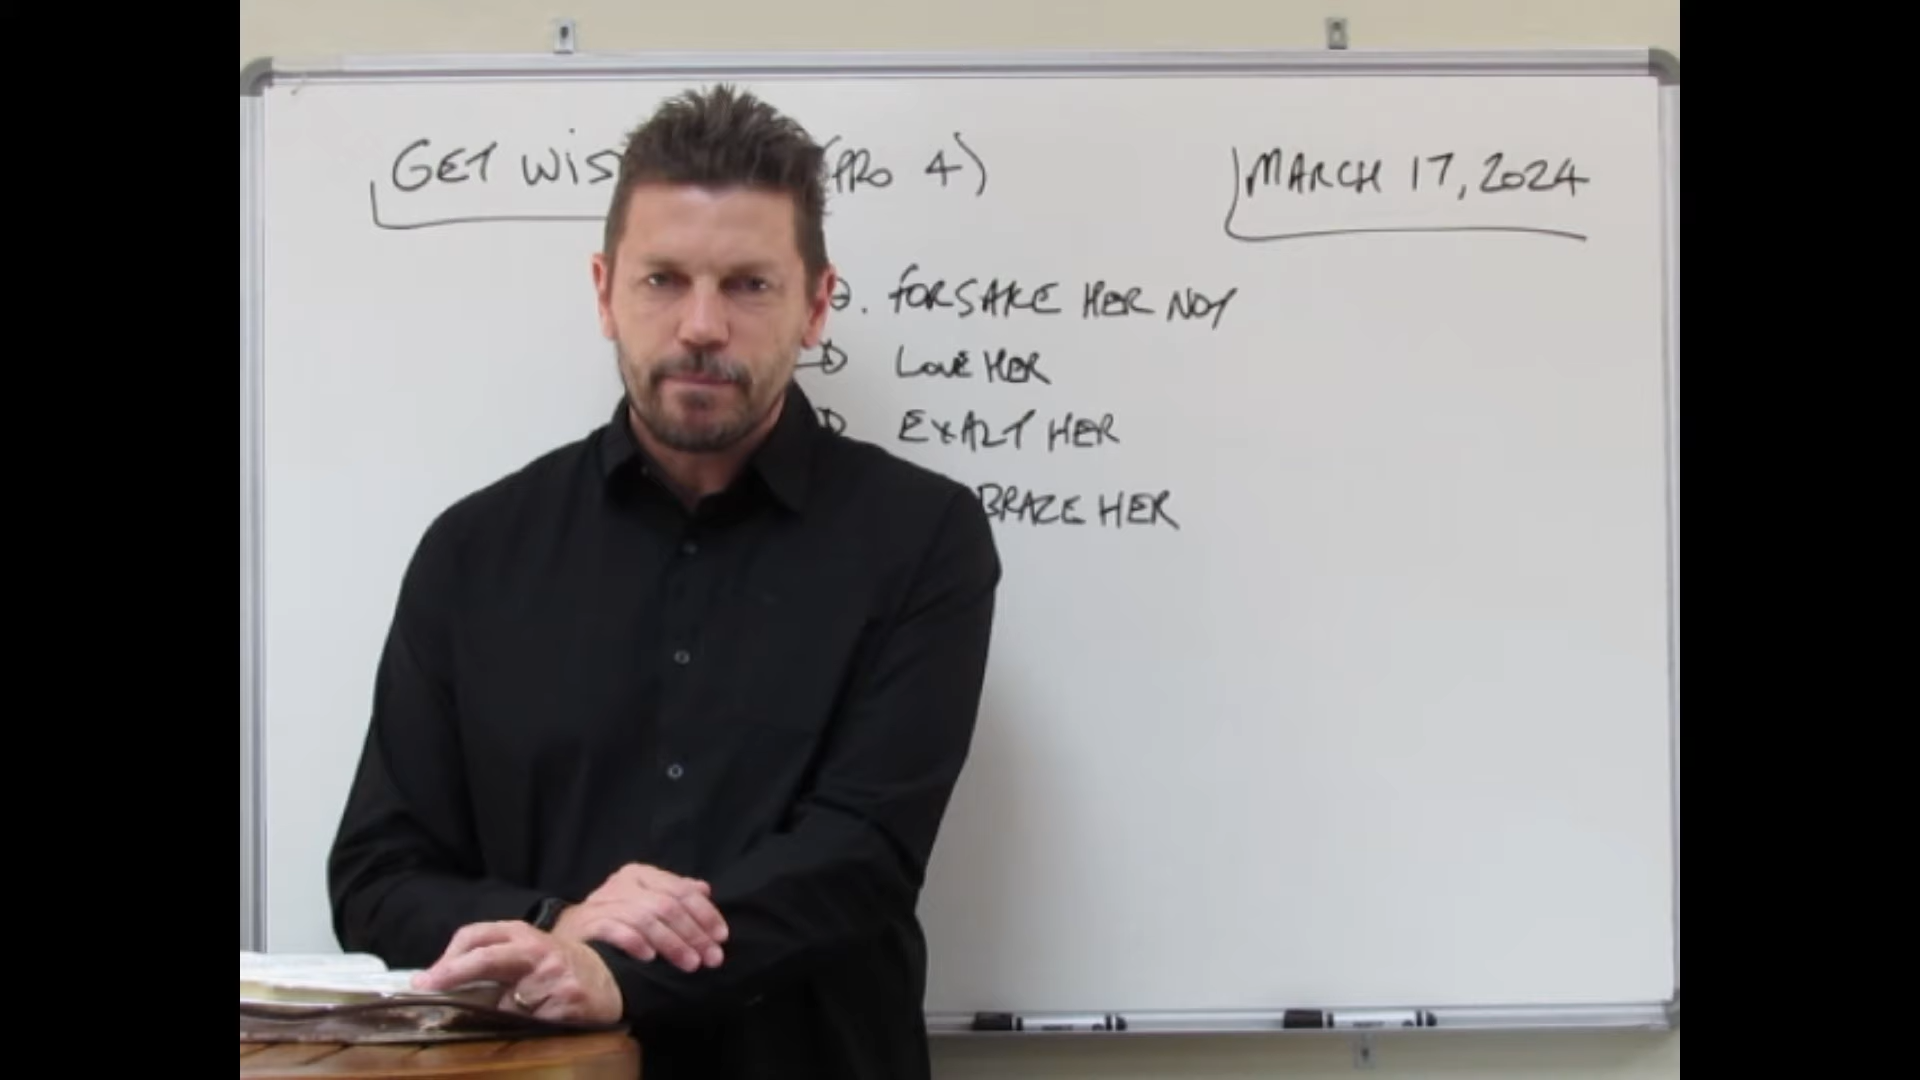 GET WIS (PRO 4)
MARCH 17, 2024
FORSAKE HER NOT
LOVE HER
EXALT HER
BRACE HER